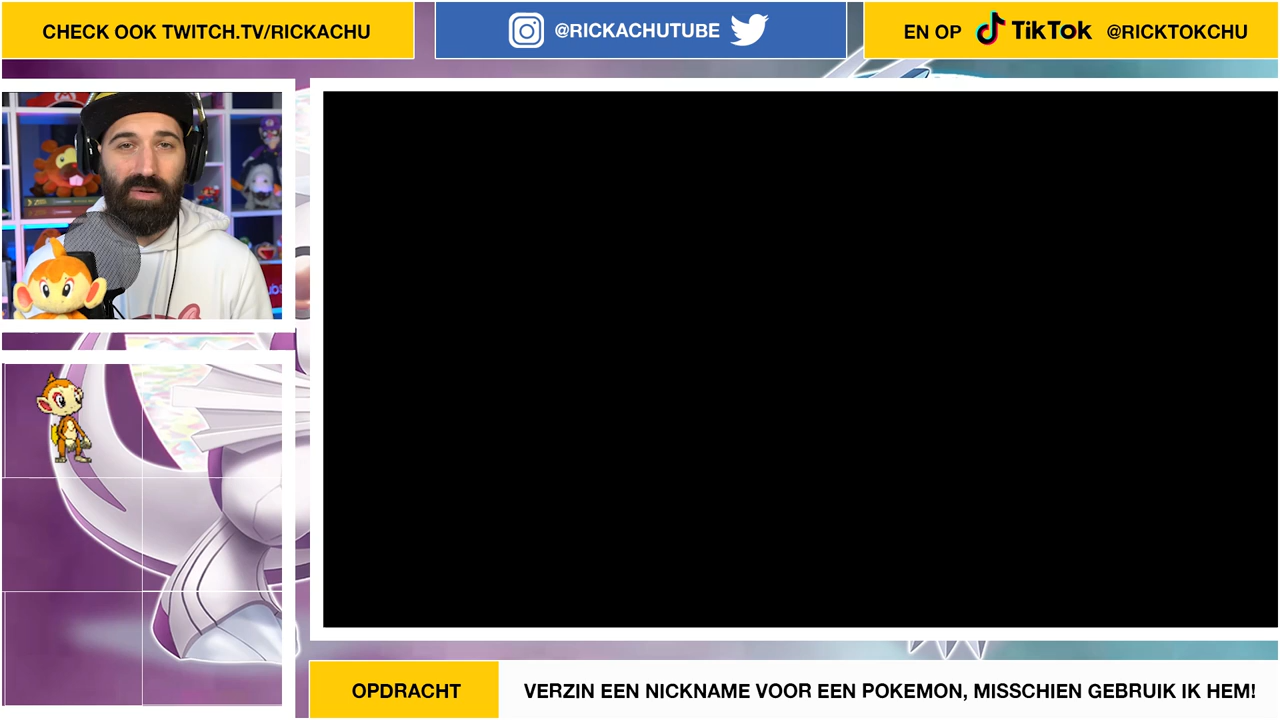 CHECK OOK TWITCH.TV/RICKACHU
@RICKACHUTUBE
EN OP TikTok @RICKTOKCHU
OPDRACHT
VERZIN EEN NICKNAME VOOR EEN POKEMON, MISSCHIEN GEBRUIK IK HEM!